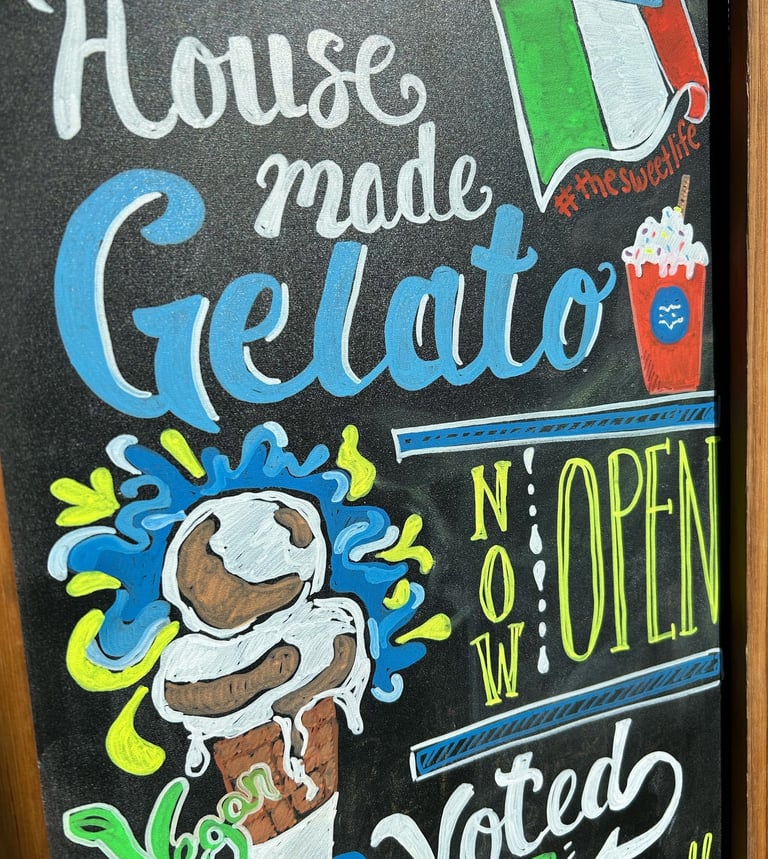 House
made
Gelato
#thesweetlife
NOW OPEN
Vegan
Voted